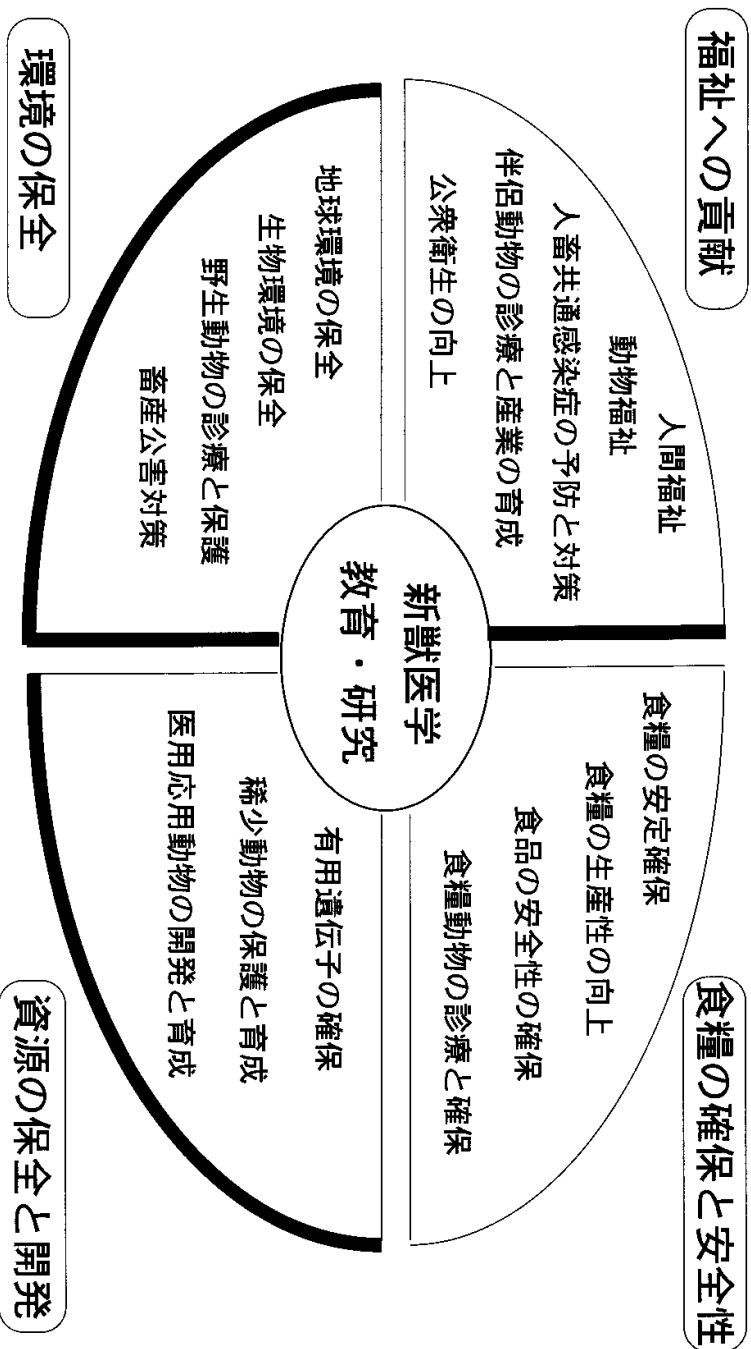 福祉への貢献
人間福祉
動物福祉
人畜共通感染症の予防と対策
伴侶動物の診療と産業の育成
公衆衛生の向上
食糧の確保と安全性
食糧の安定確保
食糧の生産性の向上
食品の安全性の確保
食糧動物の診療と確保
新獣医学
教育・研究
環境の保全
地球環境の保全
生物環境の保全
野生動物の診療と保護
畜産公害対策
資源の保全と開発
有用遺伝子の確保
稀少動物の保護と育成
医用応用動物の開発と育成